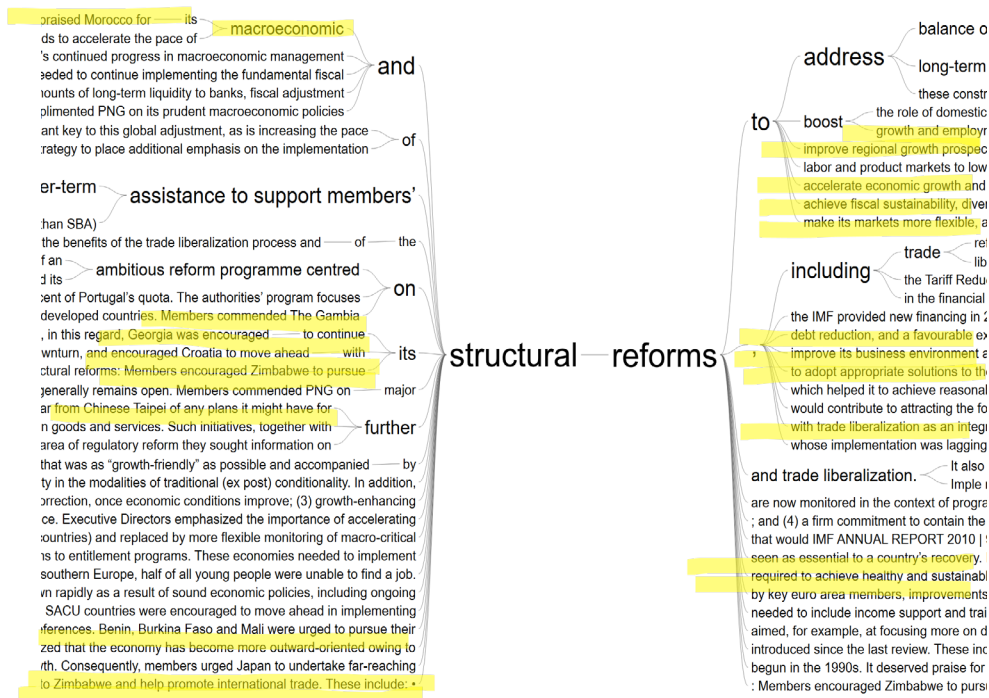 praised Morocco for its
macroeconomic
ds to accelerate the pace of
's continued progress in macroeconomic management
eeded to continue implementing the fundamental fiscal
nounts of long-term liquidity to banks, fiscal adjustment
plimented PNG on its prudent macroeconomic policies
and
ant key to this global adjustment, as is increasing the pace
trategy to place additional emphasis on the implementation
of
er-term
than SBA)
assistance to support members'
the benefits of the trade liberalization process and of the
f an
d its
ambitious reform programme centred
cent of Portugal's quota. The authorities' program focuses
on
developed countries. Members commended The Gambia
, in this regard, Georgia was encouraged to continue
wnturn, and encouraged Croatia to move ahead with
ctural reforms: Members encouraged Zimbabwe to pursue
its
generally remains open. Members commended PNG on major
ar from Chinese Taipei of any plans it might have for
n goods and services. Such initiatives, together with
area of regulatory reform they sought information on
further
that was as “growth-friendly” as possible and accompanied by
ty in the modalities of traditional (ex post) conditionality. In addition,
orrection, once economic conditions improve; (3) growth-enhancing
ce. Executive Directors emphasized the importance of accelerating
countries) and replaced by more flexible monitoring of macro-critical
ns to entitlement programs. These economies needed to implement
southern Europe, half of all young people were unable to find a job.
vn rapidly as a result of sound economic policies, including ongoing
SACU countries were encouraged to move ahead in implementing
eferences. Benin, Burkina Faso and Mali were urged to pursue their
zed that the economy has become more outward-oriented owing to
vth. Consequently, members urged Japan to undertake far-reaching
to Zimbabwe and help promote international trade. These include: •
structural reforms
to
address
balance o
long-term
these constr
boost
the role of domestic
growth and employn
improve regional growth prospec
labor and product markets to low
accelerate economic growth and
achieve fiscal sustainability, diver
make its markets more flexible, a
including
trade
ref
lib
the Tariff Redu
in the financial
,
the IMF provided new financing in 2
debt reduction, and a favourable ex
improve its business environment a
to adopt appropriate solutions to the
which helped it to achieve reasonal
would contribute to attracting the fo
with trade liberalization as an integr
whose implementation was lagging
and trade liberalization.
It also
Imple r
are now monitored in the context of progra
; and (4) a firm commitment to contain the
that would IMF ANNUAL REPORT 2010 | 9
seen as essential to a country's recovery.
required to achieve healthy and sustainabl
by key euro area members, improvements
needed to include income support and trai
aimed, for example, at focusing more on d
introduced since the last review. These inc
begun in the 1990s. It deserved praise for
: Members encouraged Zimbabwe to pursu